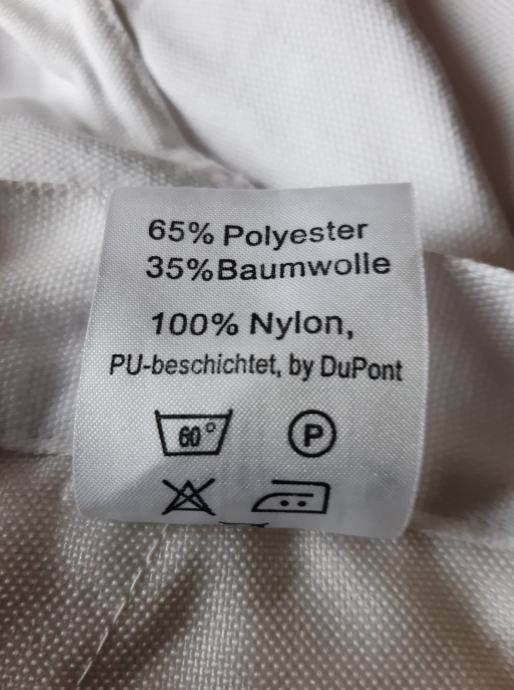 65% Polyester
35%Baumwolle
100% Nylon,
PU-beschichtet, by DuPont
60°
P